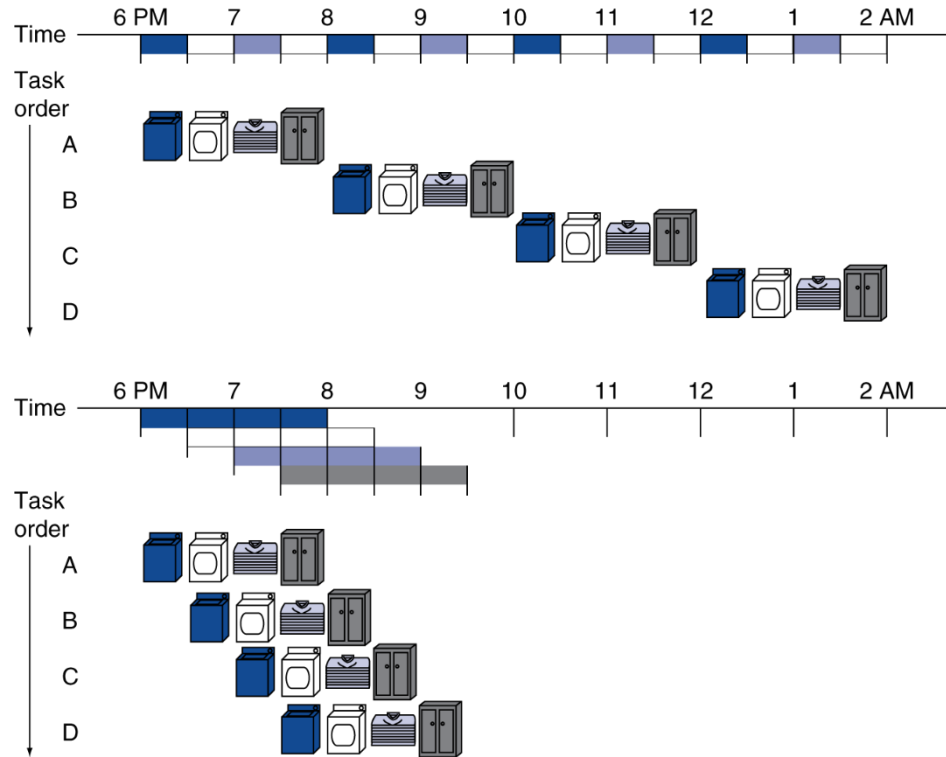 6 PM 7 8 9 10 11 12 1 2 AM
Time
Task
order
A
B
C
D
6 PM 7 8 9 10 11 12 1 2 AM
Time
Task
order
A
B
C
D